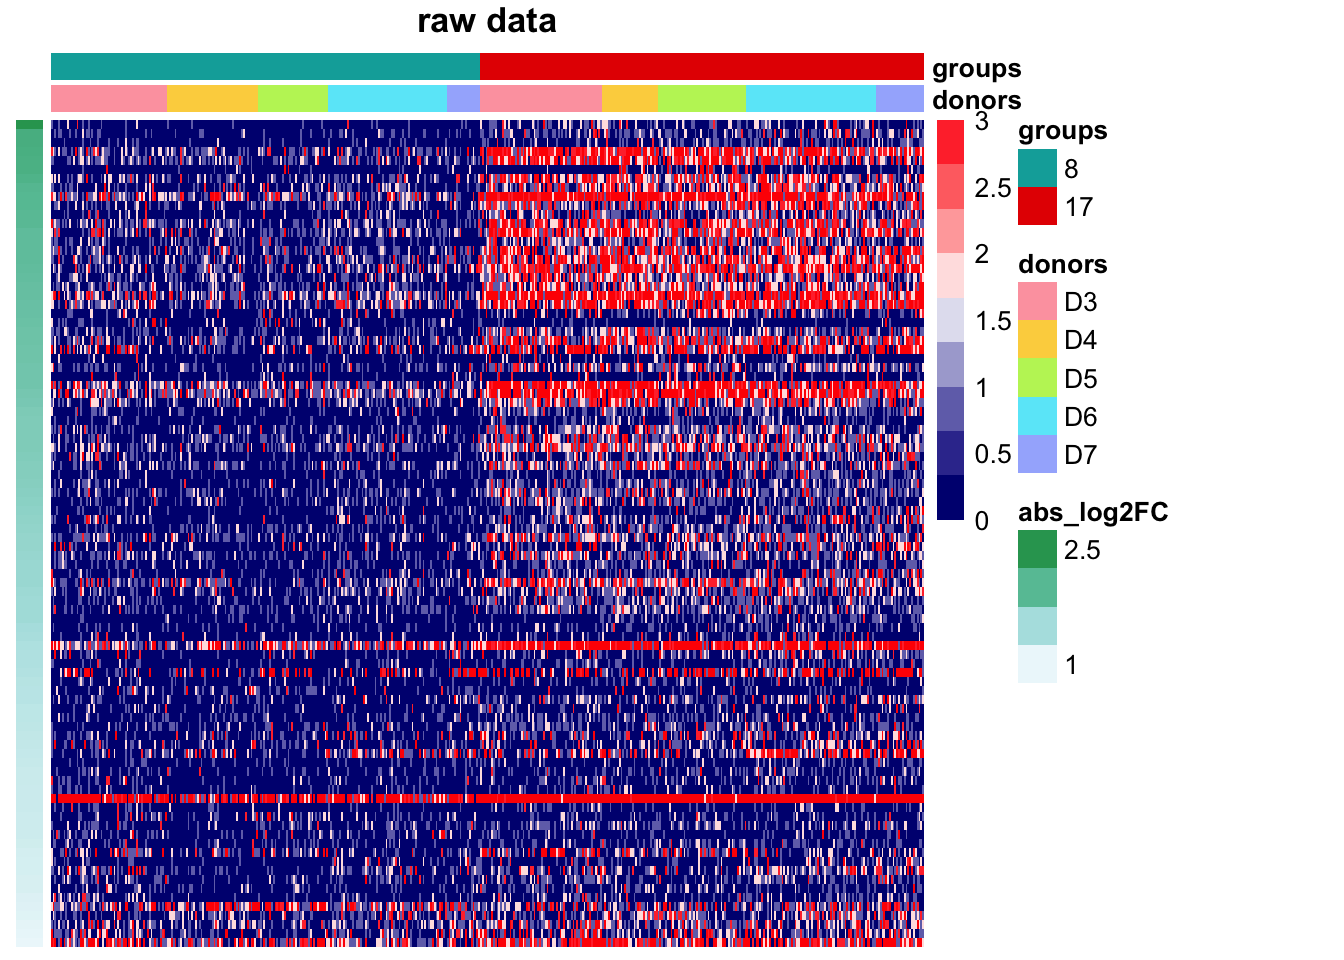 raw data
groups
donors
3
2.5
2
1.5
1
0.5
0
groups
8
17
donors
D3
D4
D5
D6
D7
abs_log2FC
2.5
1